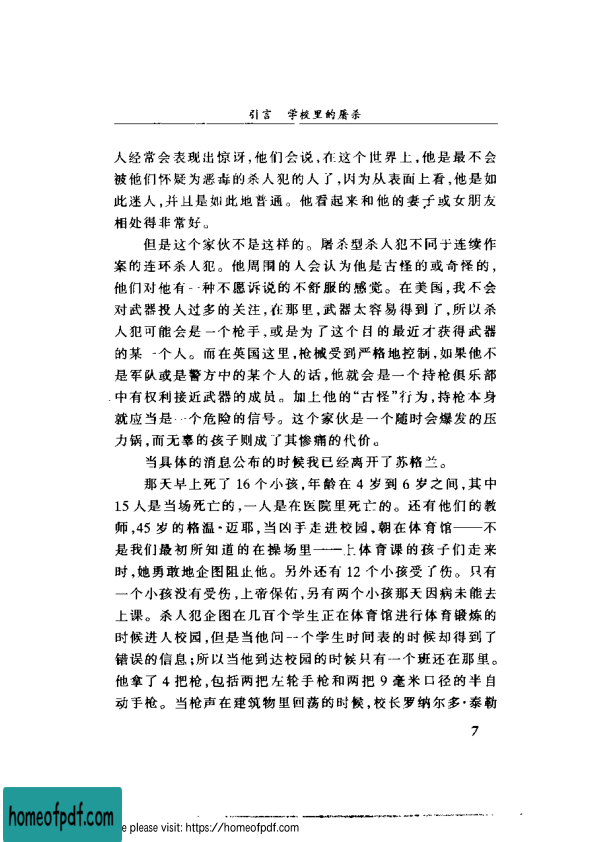 引言 学校里的屠杀
人经常会表现出惊讶,他们会说,在这个世界上,他是最不会
被他们怀疑为恶毒的杀人犯的人了,因为从表面上看,他是如
此迷人,并且是如此地普通。他看起来和他的妻子或女朋友
相处得非常好。
但是这个家伙不是这样的。屠杀型杀人犯不同于连续作
案的连环杀人犯。他周围的人会认为他是古怪的或奇怪的,
他们对他有一种不愿诉说的不舒服的感觉。在美国,我不会
对武器投入过多的关注,在那里,武器太容易得到了,所以杀
人犯可能会是一个枪手,或是为了这个目的最近才获得武器
的某一个人。而在英国这里,枪械受到严格地控制,如果他不
是军队或是警方中的某个人的话,他就会是一个持枪俱乐部
中有权利接近武器的成员。加上他的“古怪”行为,持枪本身
就应当是一个危险的信号。这个家伙是一个随时会爆发的压
力锅,而无辜的孩子则成了其惨痛的代价。
当具体的消息公布的时候我已经离开了苏格兰。
那天早上死了16个小孩,年龄在4岁到6岁之间,其中
15人是当场死亡的,一人是在医院里死亡的。还有他们的教
师,45岁的格温·迈耶,当凶手走进校园,朝在体育馆——不
是我们最初所知道的在操场里——上体育课的孩子们走来
时,她勇敢地企图阻止他。另外还有12个小孩受了伤。只有
一个小孩没有受伤,上帝保佑,另有两个小孩那天因病未能去
上课。杀人犯企图在几百个学生正在体育馆进行体育锻炼的
时候进入校园,但是当他问一个学生时间表的时候却得到了
错误的信息;所以当他到达校园的时候只有一个班还在那里。
他拿了4把枪,包括两把左轮手枪和两把9毫米口径的半自
动手枪。当枪声在建筑物里回荡的时候,校长罗纳尔多·泰勒
7
homeofpdf.com
e please visit: https://homeofpdf.com